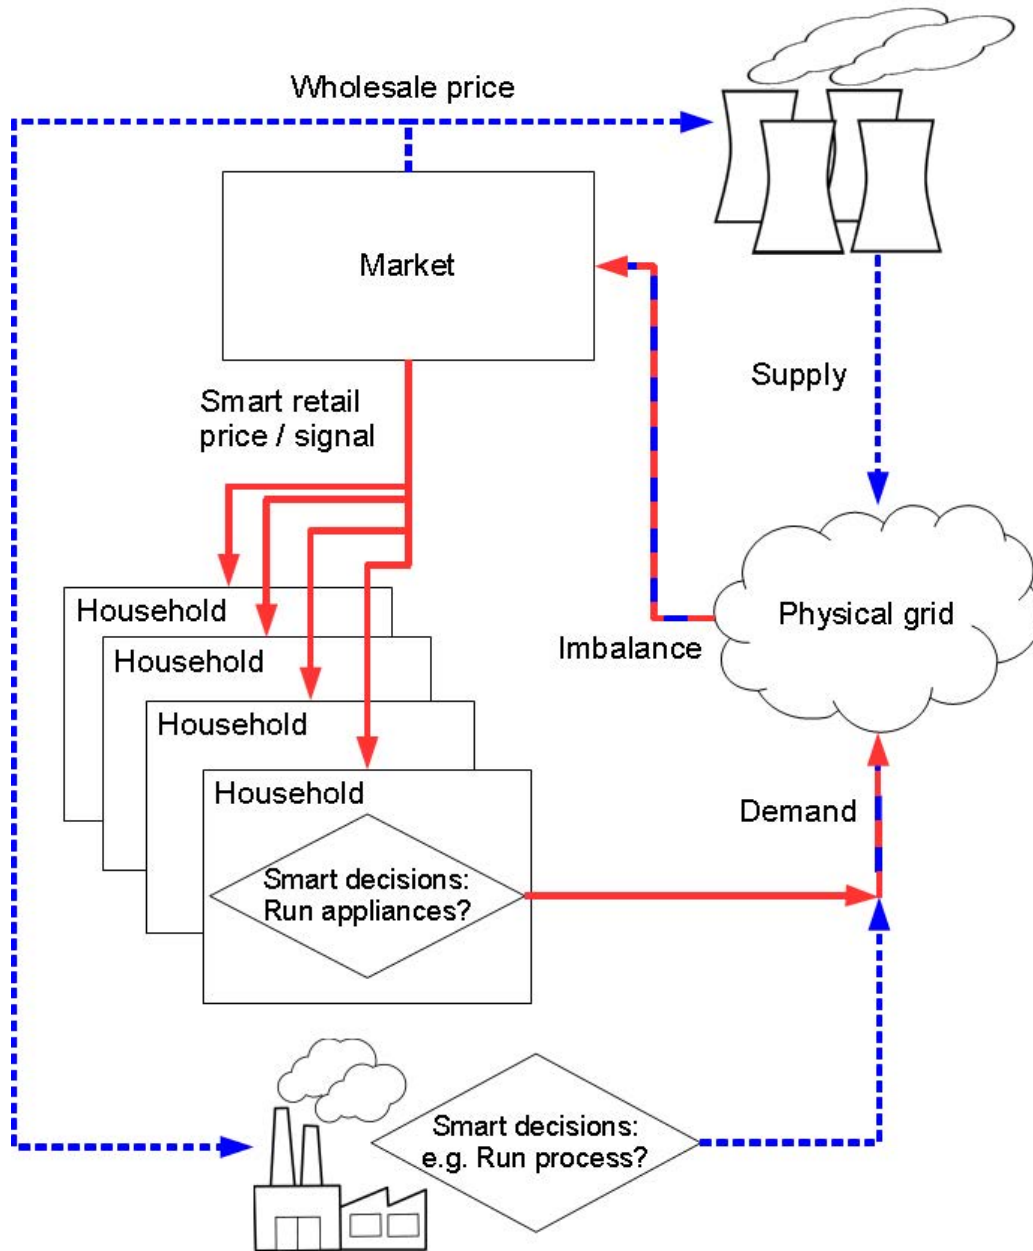 Wholesale price
Market
Supply
Smart retail
price / signal
Household
Physical grid
Imbalance
Household
Household
Household
Demand
Smart decisions:
Run appliances?
Smart decisions:
e.g. Run process?